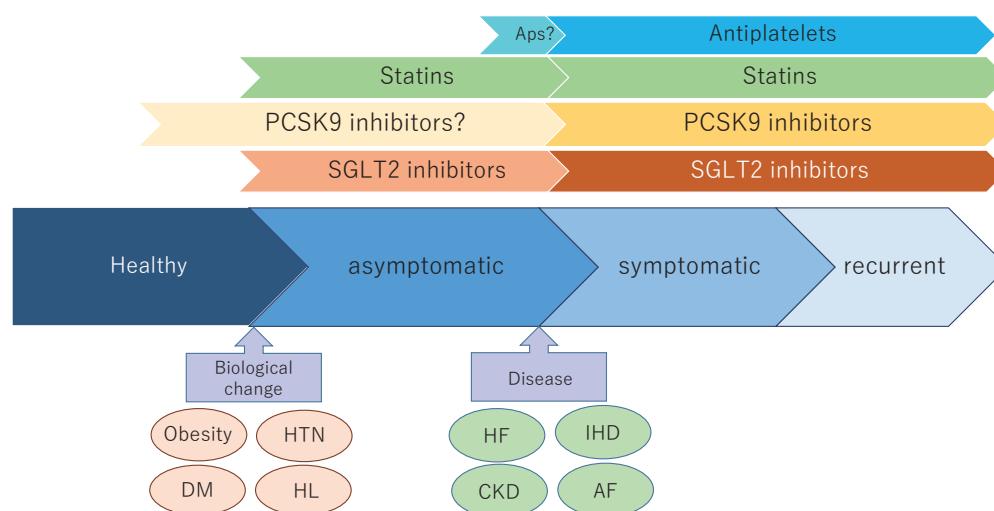 Aps?
Antiplatelets
Statins
Statins
PCSK9 inhibitors?
PCSK9 inhibitors
SGLT2 inhibitors
SGLT2 inhibitors
Healthy
asymptomatic
symptomatic
recurrent
Biological
change
Disease
Obesity
HTN
DM
HL
HF
IHD
CKD
AF